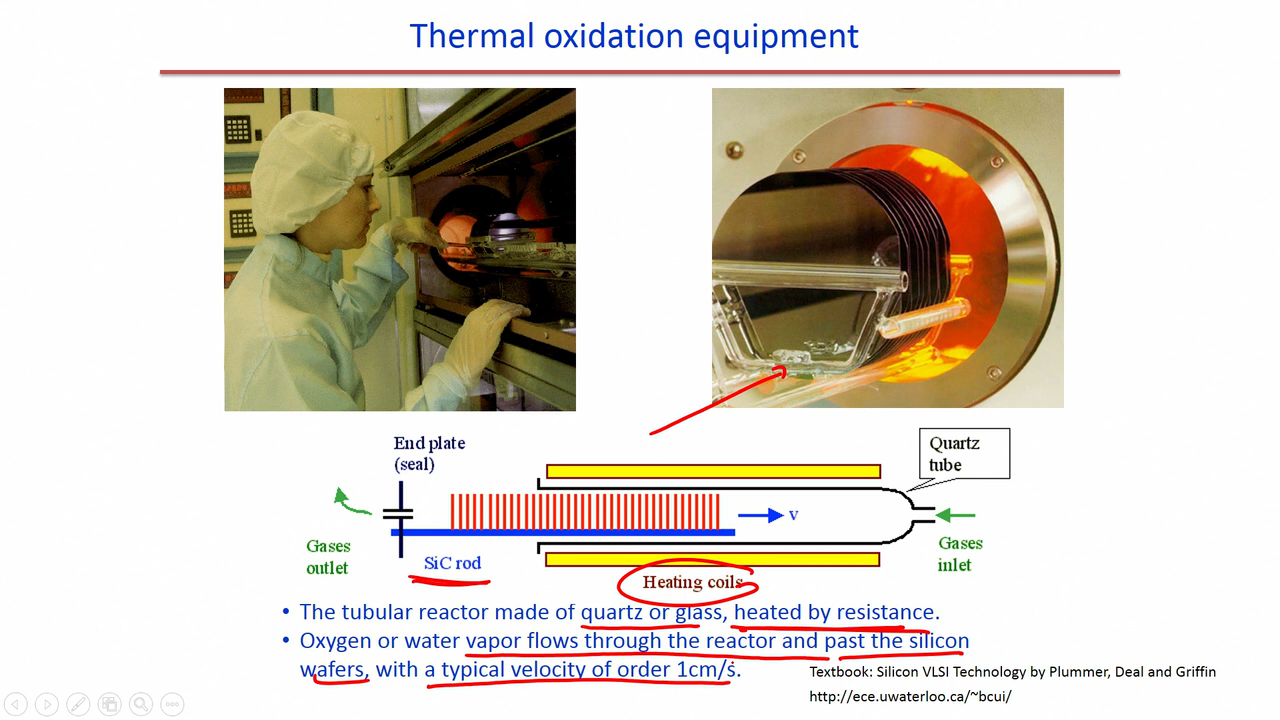 Thermal oxidation equipment
End plate
(seal)
Quartz
tube
v
Gases
outlet
SiC rod
Heating coils
Gases
inlet
• The tubular reactor made of quartz or glass, heated by resistance.
• Oxygen or water vapor flows through the reactor and past the silicon
wafers, with a typical velocity of order 1cm/s.
Textbook: Silicon VLSI Technology by Plummer, Deal and Griffin
http://ece.uwaterloo.ca/~bcui/